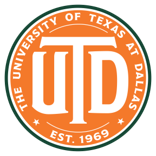 THE UNIVERSITY OF TEXAS AT DALLAS
UTD
EST. 1969